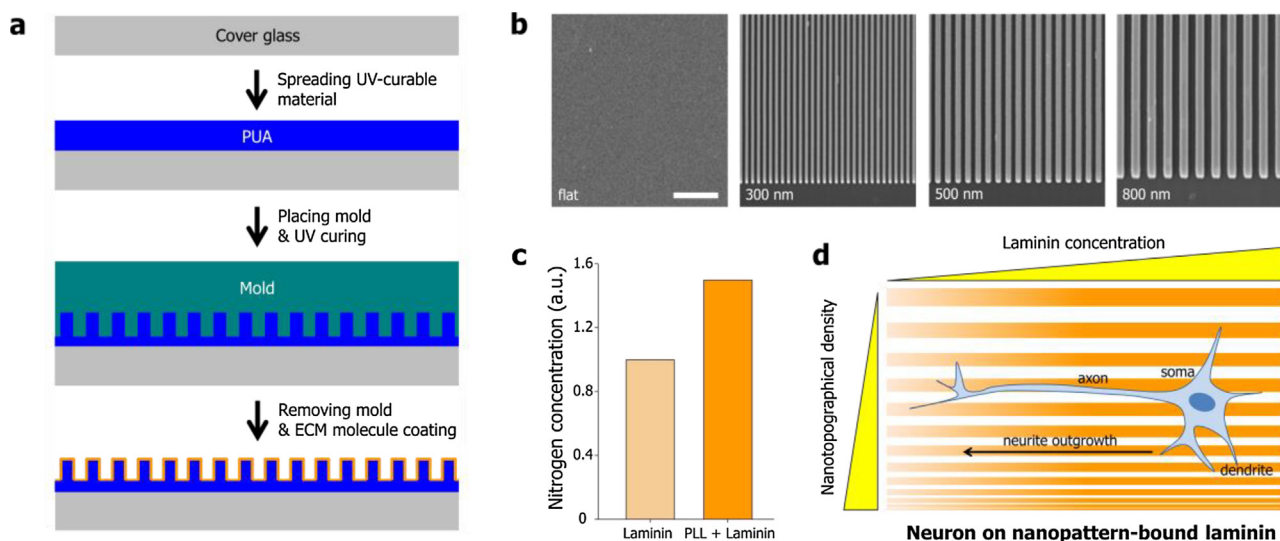 a
Cover glass
Spreading UV-curable
material
PUA
Placing mold
& UV curing
Mold
Removing mold
& ECM molecule coating
b
flat
300 nm
500 nm
800 nm
c
Nitrogen concentration (a.u.)
1.6
1.2
0.8
0.4
0
Laminin
PLL + Laminin
d
Laminin concentration
Nanotopographical density
axon
soma
neurite outgrowth
dendrite
Neuron on nanopattern-bound laminin